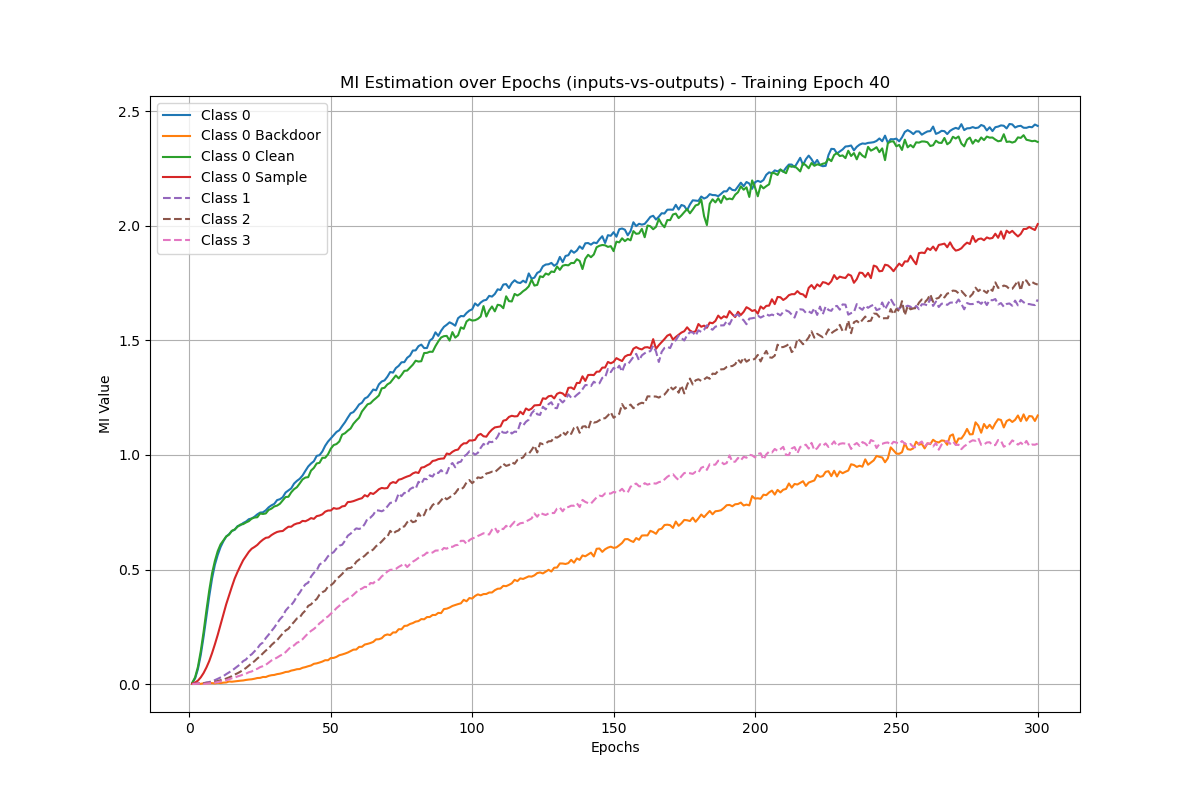 MI Estimation over Epochs (inputs-vs-outputs) - Training Epoch 40
Class 0
Class 0 Backdoor
Class 0 Clean
Class 0 Sample
Class 1
Class 2
Class 3
2.5
2.0
1.5
1.0
0.5
0.0
MI Value
0 50 100 150 200 250 300
Epochs